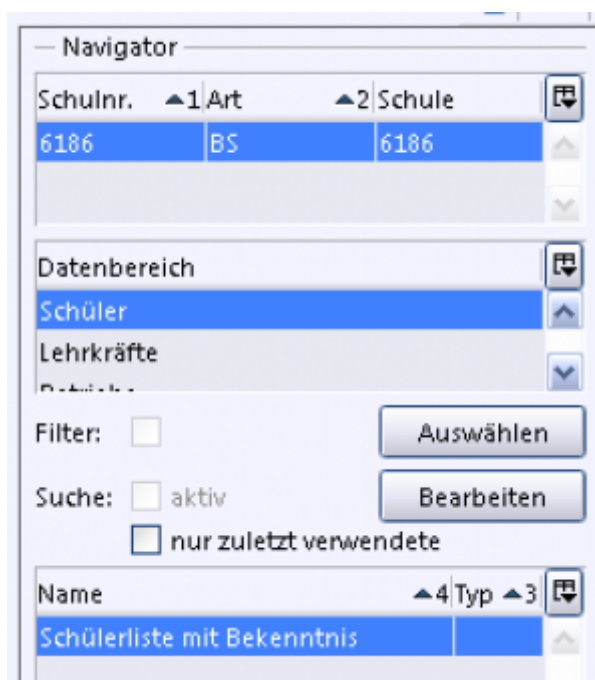 Navigator
Schulnr. 1 Art 2 Schule
6186 BS 6186
Datenbereich
Schüler
Lehrkräfte
Filter: Auswählen
Suche: aktiv Bearbeiten
nur zuletzt verwendete
Name 4 Typ 3
Schülerliste mit Bekenntnis